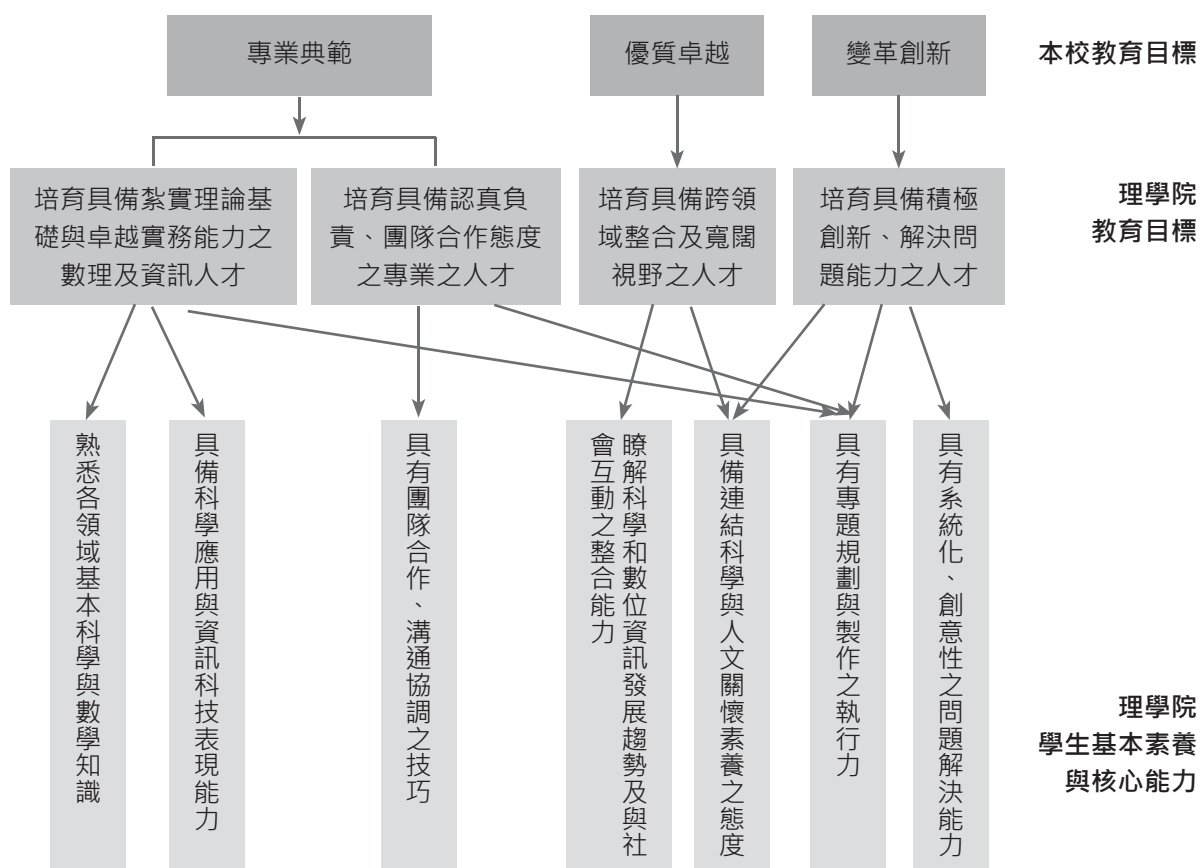 專業典範
優質卓越
變革創新
本校教育目標
培育具備紮實理論基
礎與卓越實務能力之
數理及資訊人才
培育具備認真負
責、團隊合作態度
之專業之人才
培育具備跨領
域整合及寬闊
視野之人才
培育具備積極
創新、解決問
題能力之人才
理學院
教育目標
熟悉各領域基本科學與數學知識
具備科學應用與資訊科技表現能力
具有團隊合作、溝通協調之技巧
瞭解科學和數位資訊發展趨勢及與社
會互動之整合能力
具備連結科學與人文關懷素養之態度
具有專題規劃與製作之執行力
具有系統化、創意性之問題解決能力
理學院
學生基本素養
與核心能力